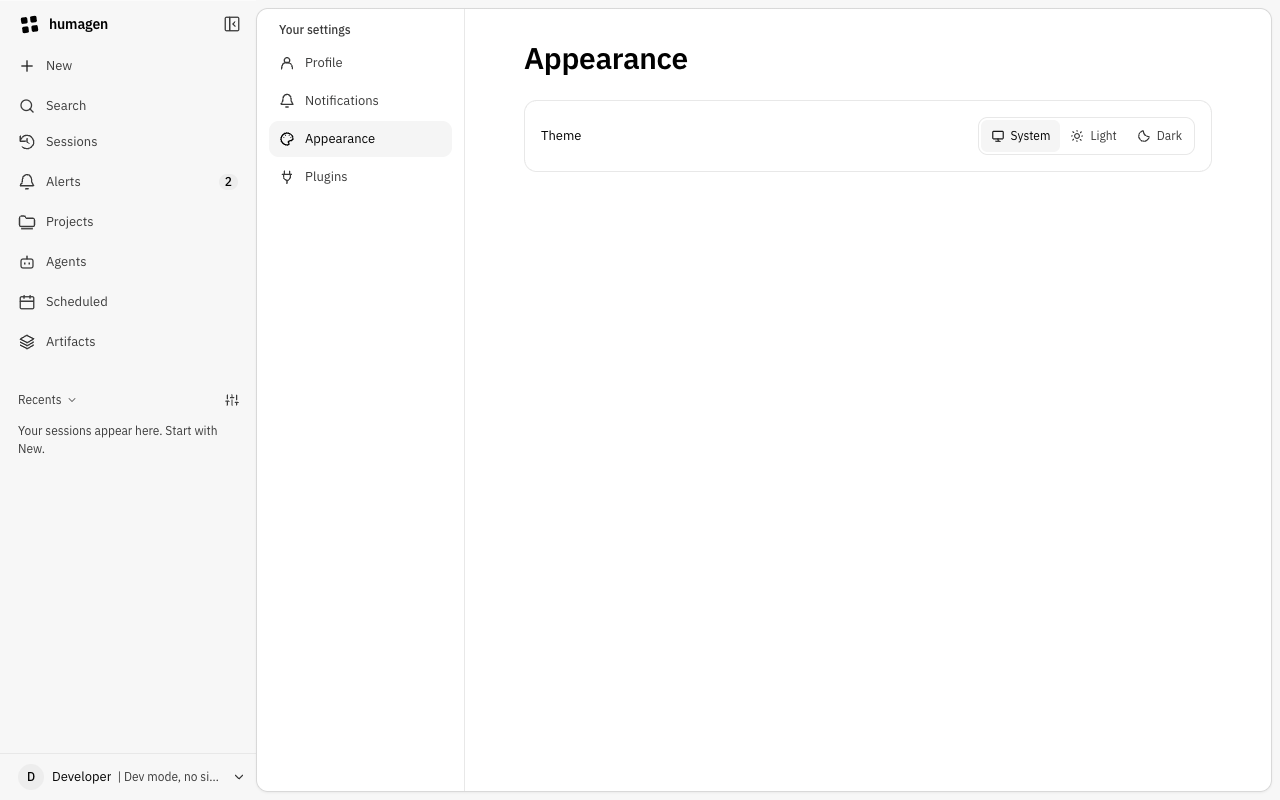 humagen
New
Search
Sessions
Alerts 2
Projects
Agents
Scheduled
Artifacts
Recents
Your sessions appear here. Start with
New.
D Developer | Dev mode, no si...
Your settings
Profile
Notifications
Appearance
Plugins
Appearance
Theme System Light Dark